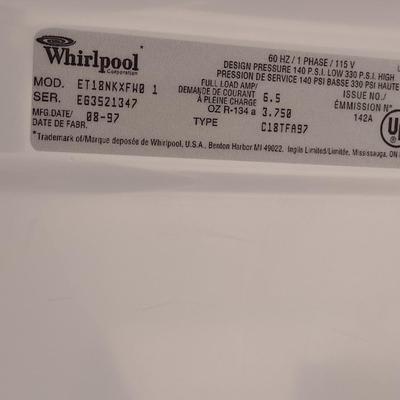 Whirlpool
Corporation
60 HZ / 1 PHASE / 115 V
DESIGN PRESSURE 140 P.S.I. LOW 330 P.S.I. HIGH
PRESSION DE SERVICE 140 PSI BASSE 330 PSI HAUTE
MOD. ET18NKXFW0 1
SER. EG3521347
MFG.DATE/ 08-97
DATE DE FABR.
FULL LOAD AMP/
DEMANDE DE COURANT 6.5
À PLEINE CHARGE
OZ R-134 a 3.750
TYPE C18TFA97
ISSUE NO./
ÉMMISSION Nº
142A
*Trademark of/Marque deposée de Whirlpool, U.S.A., Benton Harbor MI 49022. Inglis Limited/Limitée, Mississauga, ON